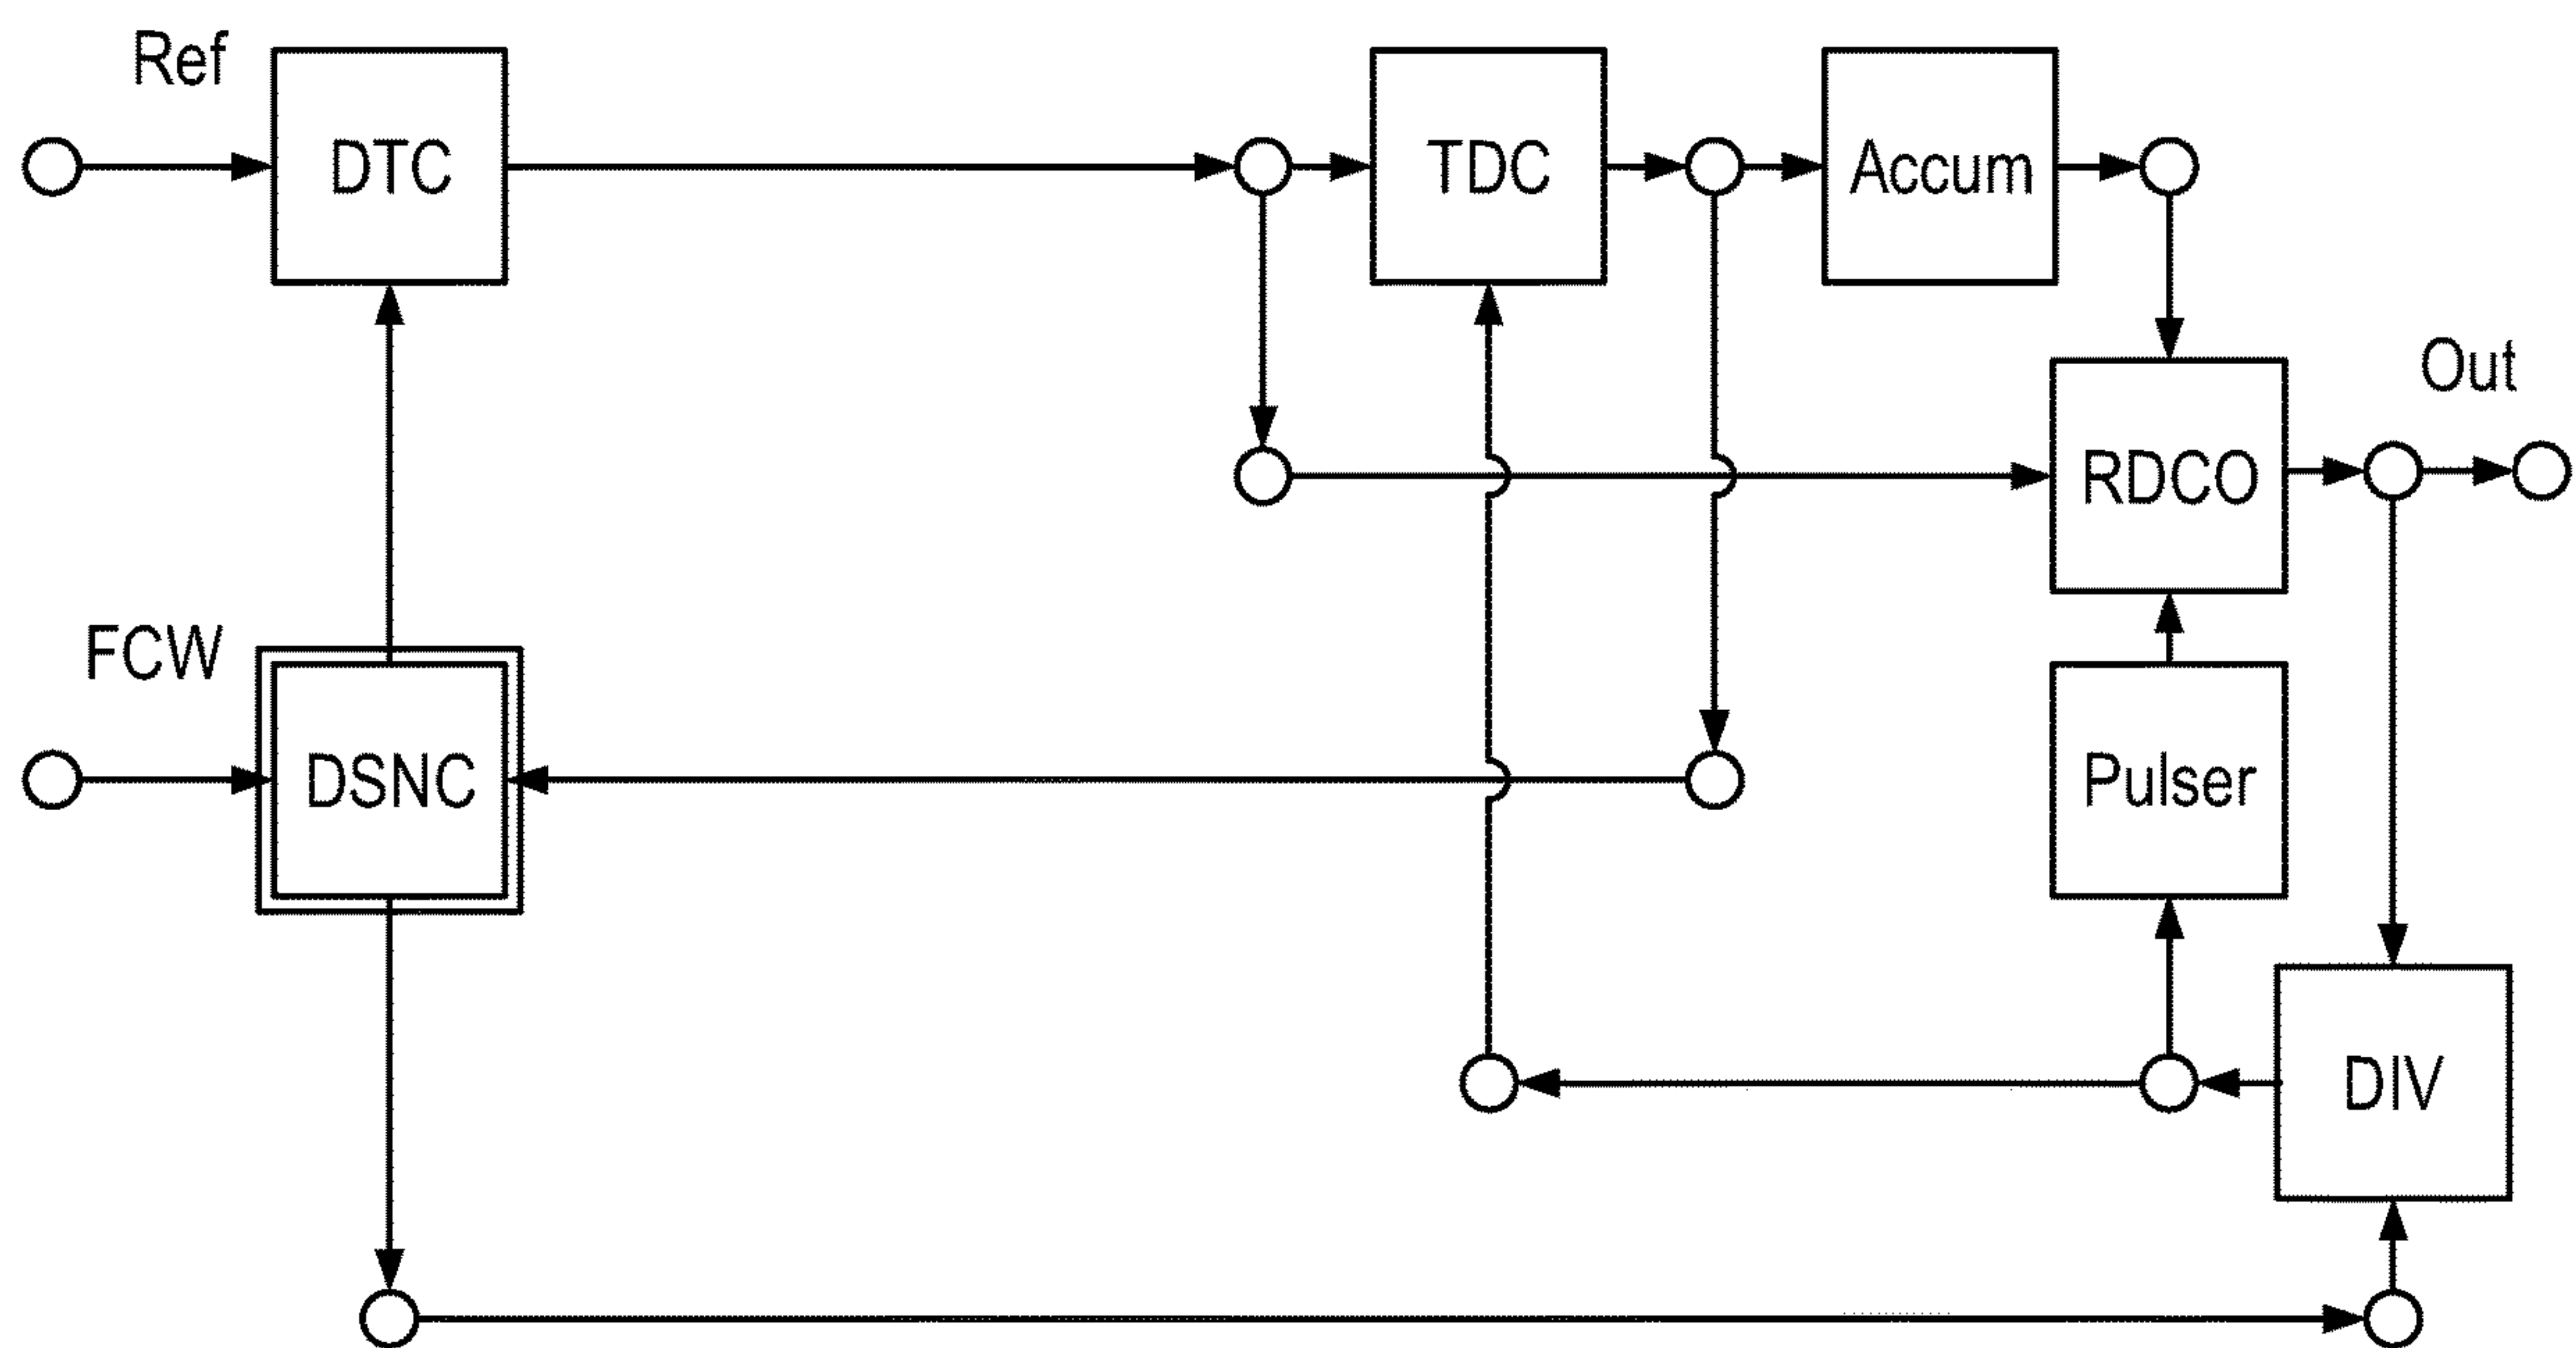 Ref
DTC
TDC
Accum
Out
RDCO
FCW
DSNC
Pulser
DIV